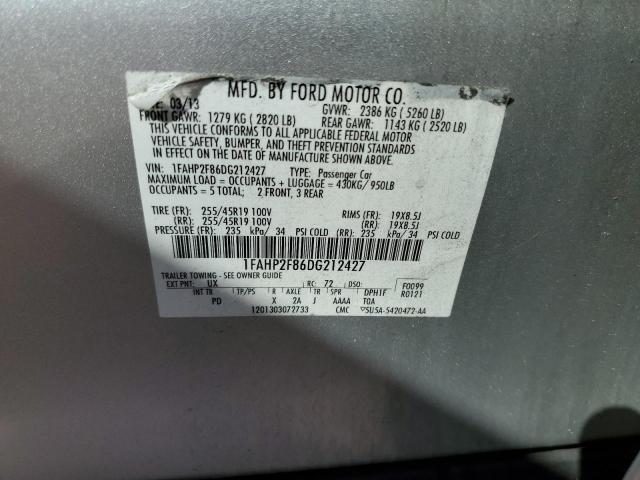 MFD. BY FORD MOTOR CO.
03/13 GVWR: 2386 KG ( 5260 LB)
FRONT GAWR: 1279 KG ( 2820 LB) REAR GAWR: 1143 KG ( 2520 LB)
THIS VEHICLE CONFORMS TO ALL APPLICABLE FEDERAL MOTOR
VEHICLE SAFETY, BUMPER, AND THEFT PREVENTION STANDARDS
IN EFFECT ON THE DATE OF MANUFACTURE SHOWN ABOVE.
VIN: 1FAHP2F86DG212427 TYPE: Passenger Car
MAXIMUM LOAD = OCCUPANTS + LUGGAGE = 430KG/ 950LB
OCCUPANTS = 5 TOTAL; 2 FRONT, 3 REAR
TIRE (FR): 255/45R19 100V RIMS (FR): 19X8.5J
(RR): 255/45R19 100V (RR): 19X8.5J
PRESSURE (FR): 235 kPa/ 34 PSI COLD (RR): 235 kPa/ 34 PSI COLD
1FAHP2F86DG212427
TRAILER TOWING - SEE OWNER GUIDE
EXT PNT: UX RC: 72 DSO: F0099
INT TR TP/PS R AXLE TR SPR DPH1F R0121
PD X 2A J AAAA TOA
1201303072733 CMC ▽5U5A-5420472-AA